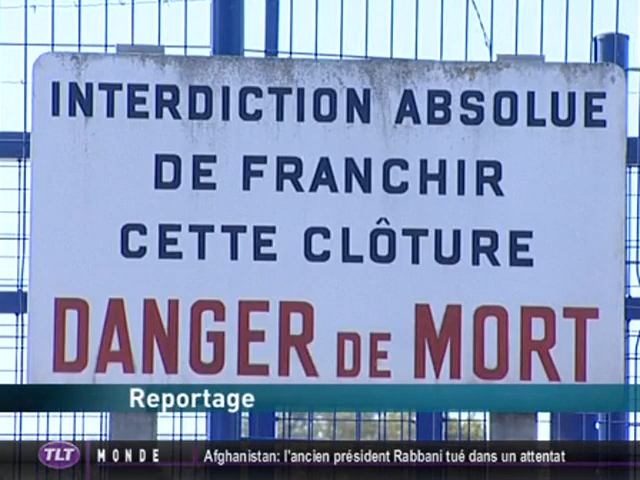 INTERDICTION ABSOLUE
DE FRANCHIR
CETTE CLÔTURE
DANGER DE MORT
Reportage
TLT MONDE Afghanistan: l'ancien président Rabbani tué dans un attentat